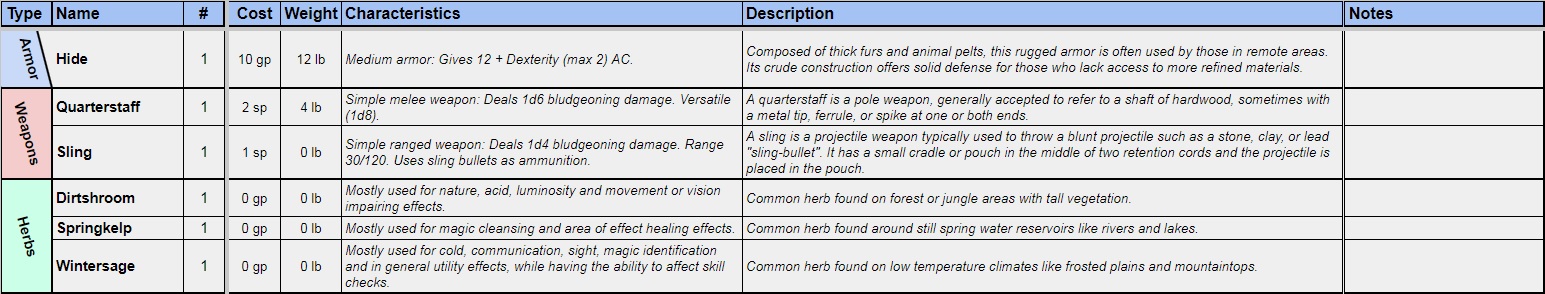 Type Name # Cost Weight Characteristics Description Notes
Armor
Hide 1 10 gp 12 lb Medium armor: Gives 12 + Dexterity (max 2) AC.
Composed of thick furs and animal pelts, this rugged armor is often used by those in remote areas.
Its crude construction offers solid defense for those who lack access to more refined materials.
Weapons
Quarterstaff 1 2 sp 4 lb
Simple melee weapon: Deals 1d6 bludgeoning damage. Versatile
(1d8).
A quarterstaff is a pole weapon, generally accepted to refer to a shaft of hardwood, sometimes with
a metal tip, ferrule, or spike at one or both ends.
Sling 1 1 sp 0 lb
Simple ranged weapon: Deals 1d4 bludgeoning damage. Range
30/120. Uses sling bullets as ammunition.
A sling is a projectile weapon typically used to throw a blunt projectile such as a stone, clay, or lead
"sling-bullet". It has a small cradle or pouch in the middle of two retention cords and the projectile is
placed in the pouch.
Herbs
Dirtshroom 1 0 gp 0 lb
Mostly used for nature, acid, luminosity and movement or vision
impairing effects.
Common herb found on forest or jungle areas with tall vegetation.
Springkelp 1 0 gp 0 lb Mostly used for magic cleansing and area of effect healing effects. Common herb found around still spring water reservoirs like rivers and lakes.
Wintersage 1 0 gp 0 lb
Mostly used for cold, communication, sight, magic identification
and in general utility effects, while having the ability to affect skill
checks.
Common herb found on low temperature climates like frosted plains and mountaintops.